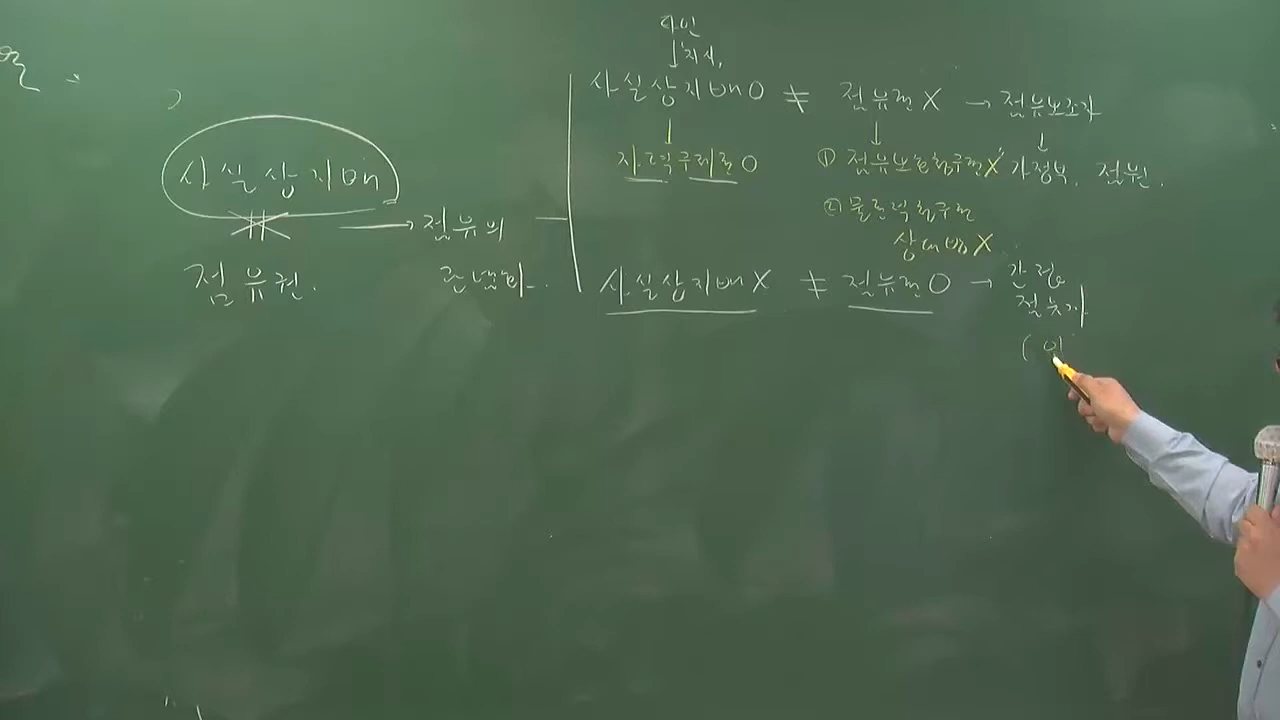 타인
↓지시,
사실상지배O ≠ 점유권X → 점유보조자
↓ ↓ ↓
자력구제권O ① 점유보호청구권X 가정부, 점원.
② 물권적청구권
상대방X
사실상지배
→ 점유의
점유권. 관념화.
사실상지배X ≠ 점유권O → 간접
점유자
(